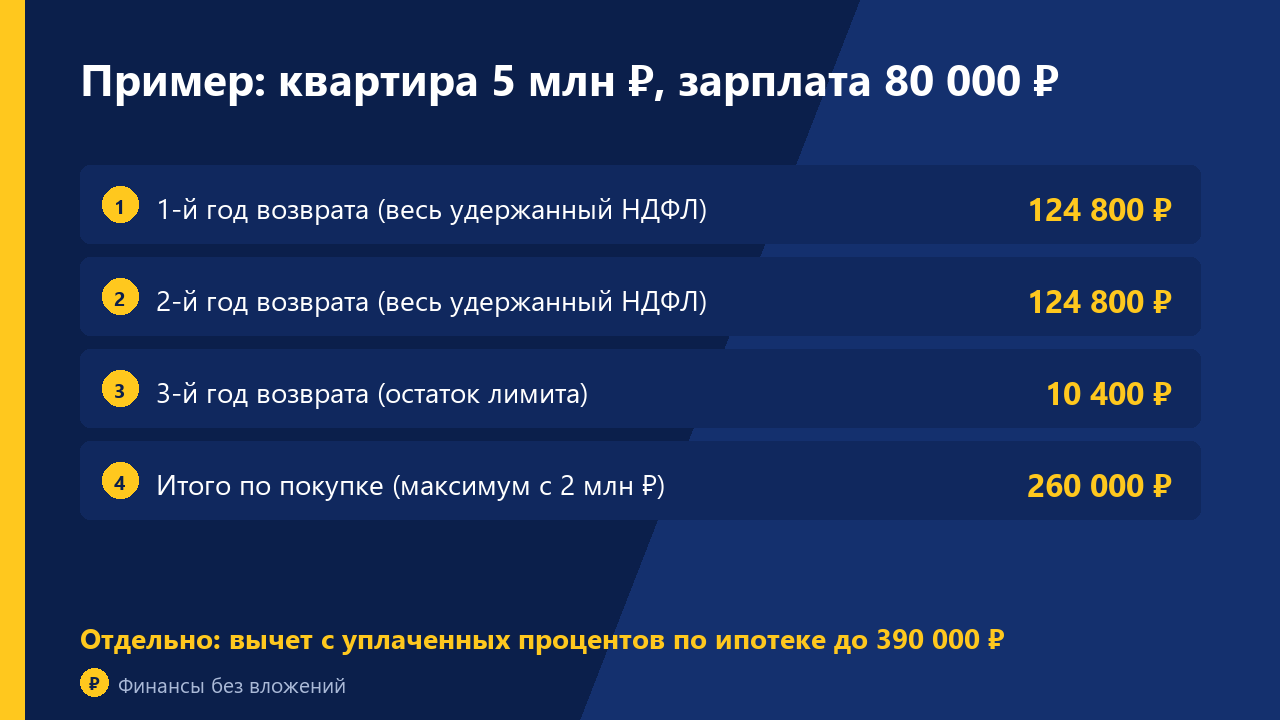 Пример: квартира 5 млн ₽, зарплата 80 000 ₽
1 1-й год возврата (весь удержанный НДФЛ) 124 800 ₽
2 2-й год возврата (весь удержанный НДФЛ) 124 800 ₽
3 3-й год возврата (остаток лимита) 10 400 ₽
4 Итого по покупке (максимум с 2 млн ₽) 260 000 ₽
Отдельно: вычет с уплаченных процентов по ипотеке до 390 000 ₽
₽ Финансы без вложений